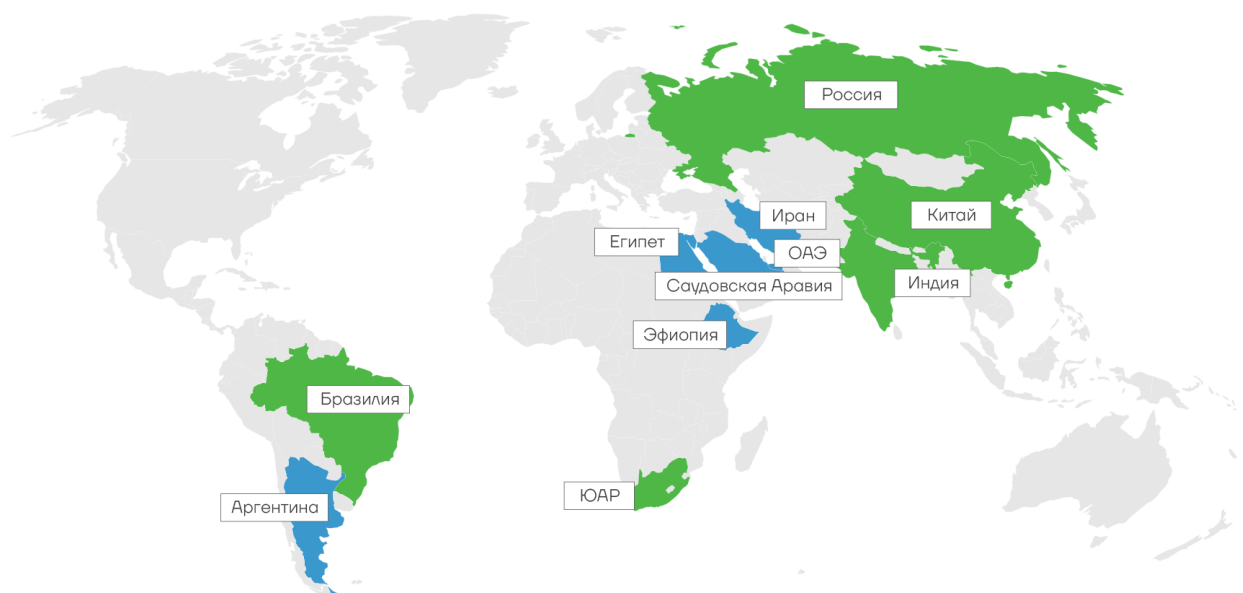 Россия
Иран
Китай
Египет
ОАЭ
Саудовская Аравия
Индия
Эфиопия
Бразилия
ЮАР
Аргентина